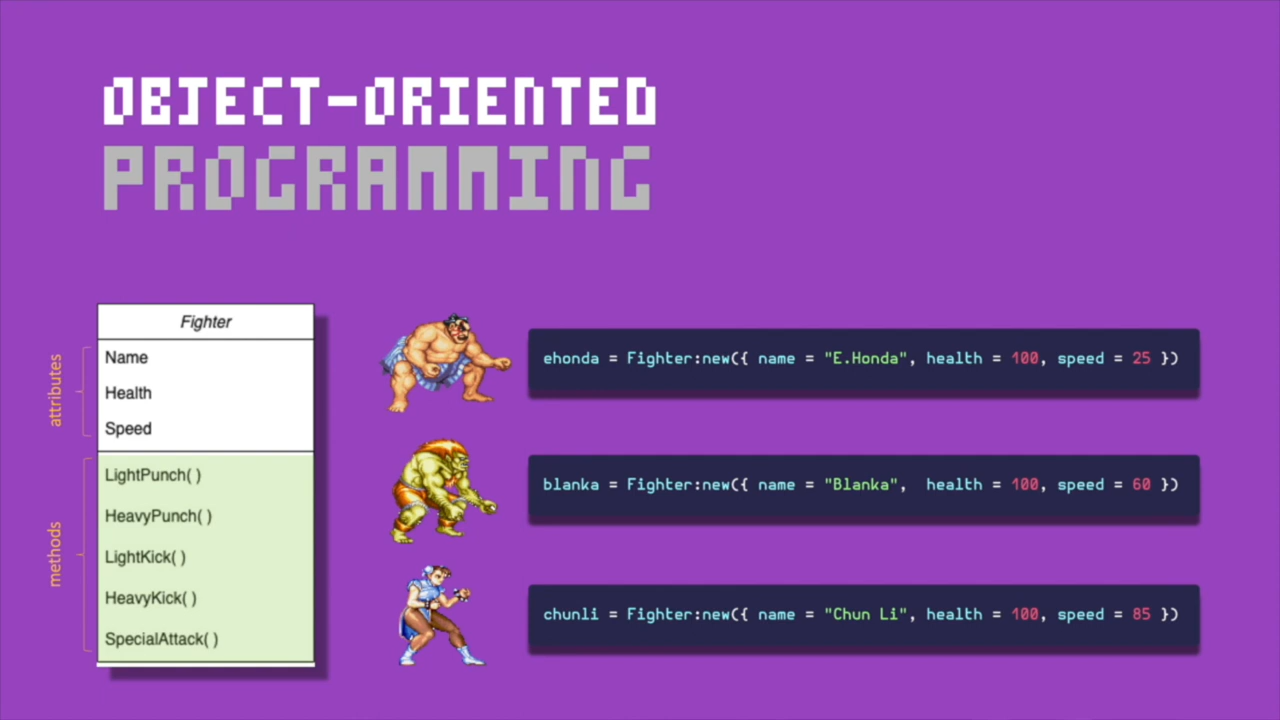 OBJECT-ORIENTED
PROGRAMMING
Fighter
attributes
Name
Health
Speed
methods
LightPunch( )
HeavyPunch( )
LightKick( )
HeavyKick( )
SpecialAttack( )
ehonda = Fighter:new({ name = "E.Honda", health = 100, speed = 25 })
blanka = Fighter:new({ name = "Blanka",  health = 100, speed = 60 })
chunli = Fighter:new({ name = "Chun Li", health = 100, speed = 85 })